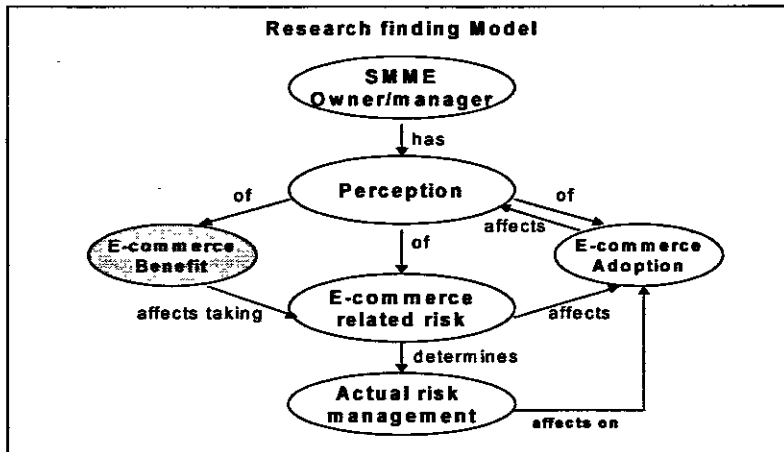 Research finding Model
SMME
Owner/manager
has
Perception
of
of
affects
of
E-commerce
Benefit
E-commerce
Adoption
affects taking
E-commerce
related risk
affects
determines
Actual risk
management
affects on